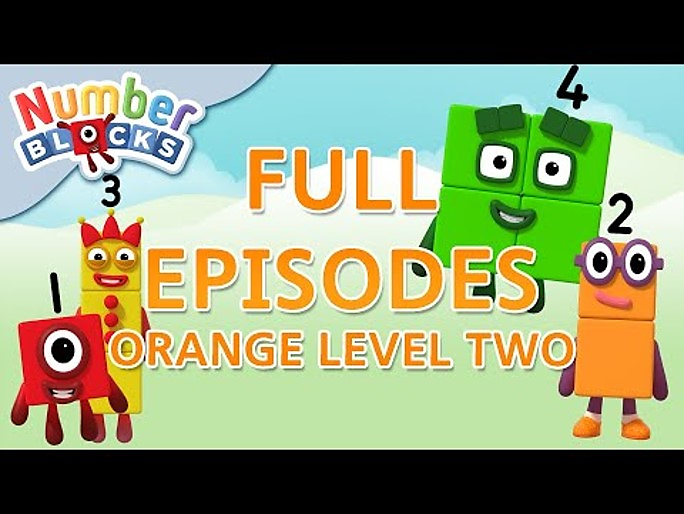 Number
BLOCKS
FULL
EPISODES
ORANGE LEVEL TWO
1
3
4
2